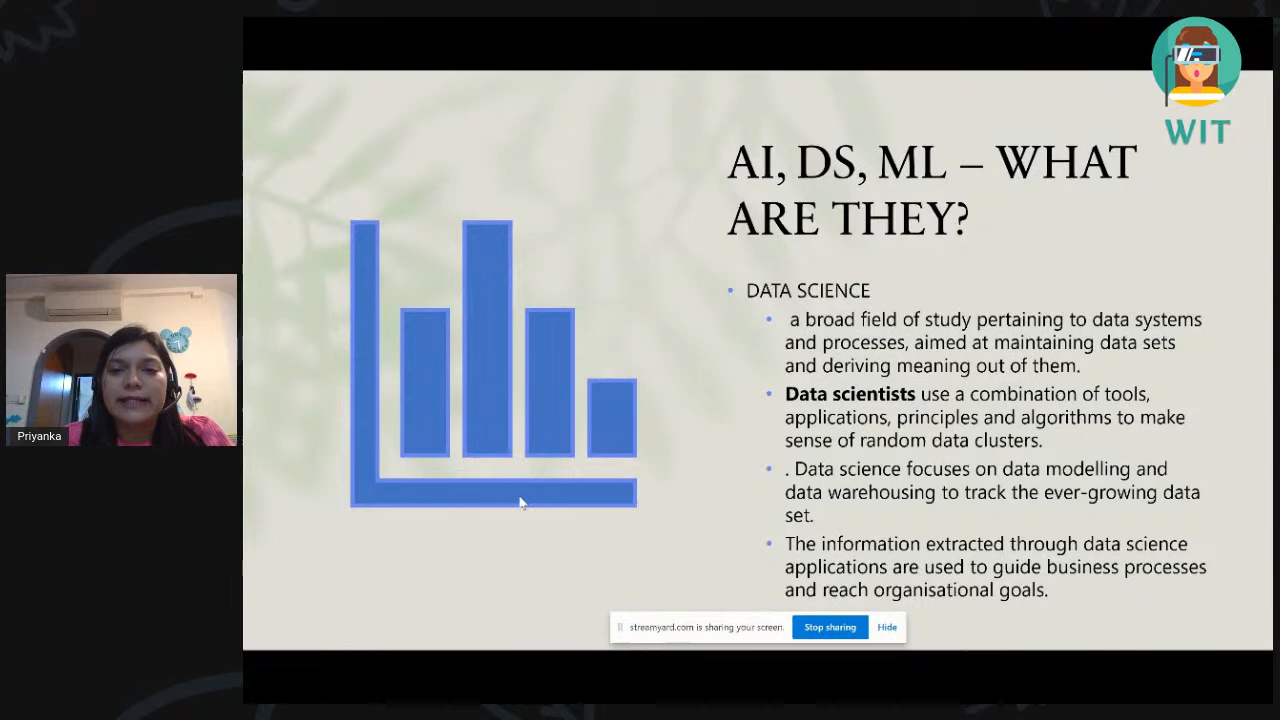 WIT
AI, DS, ML – WHAT
ARE THEY?
• DATA SCIENCE
• a broad field of study pertaining to data systems
and processes, aimed at maintaining data sets
and deriving meaning out of them.
• Data scientists use a combination of tools,
applications, principles and algorithms to make
sense of random data clusters.
• . Data science focuses on data modelling and
data warehousing to track the ever-growing data
set.
• The information extracted through data science
applications are used to guide business processes
and reach organisational goals.
Priyanka
streamyard.com is sharing your screen. Stop sharing Hide